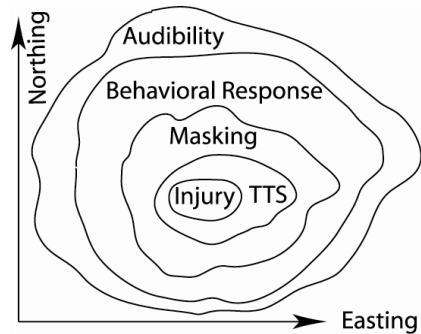 Audibility
Northing
Behavioral Response
Masking
Injury TTS
Easting